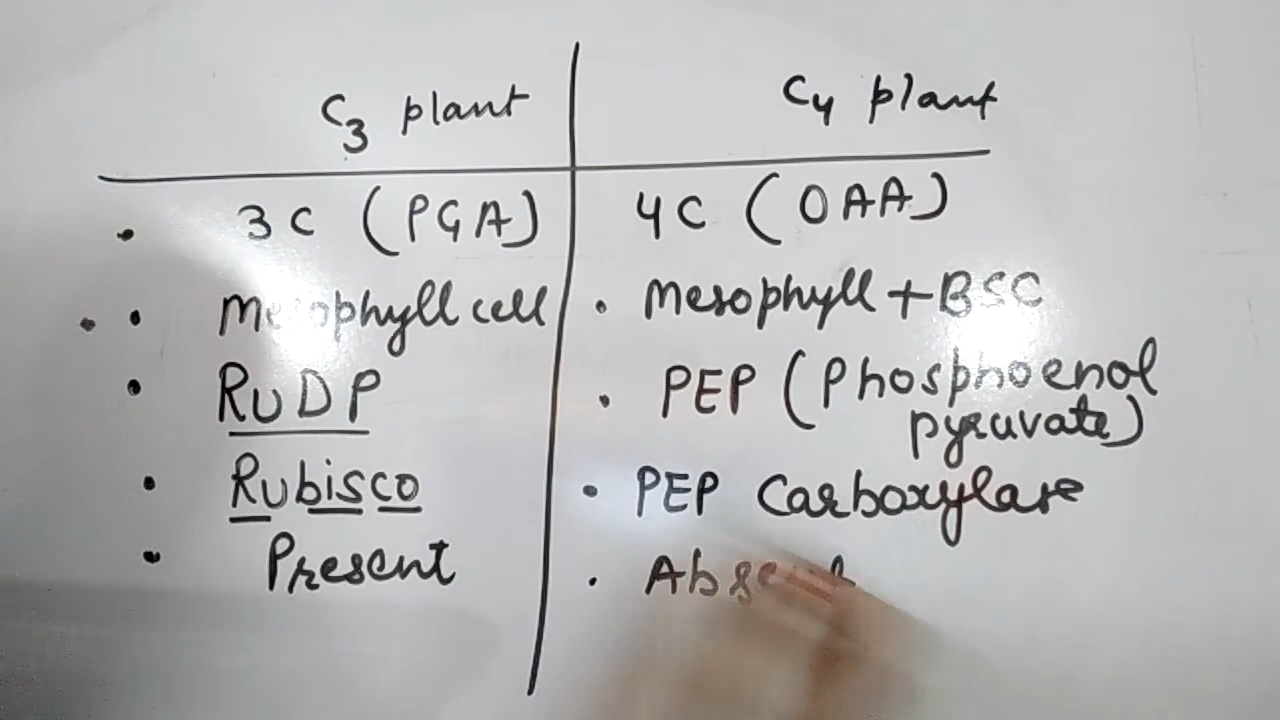 C3 plant C4 plant
• 3C (PGA) 4C (OAA)
• • Mesophyll cell • Mesophyll + BSC
• RuDP • PEP (Phosphoenol
pyruvate)
• Rubisco • PEP Carboxylase
• Present •